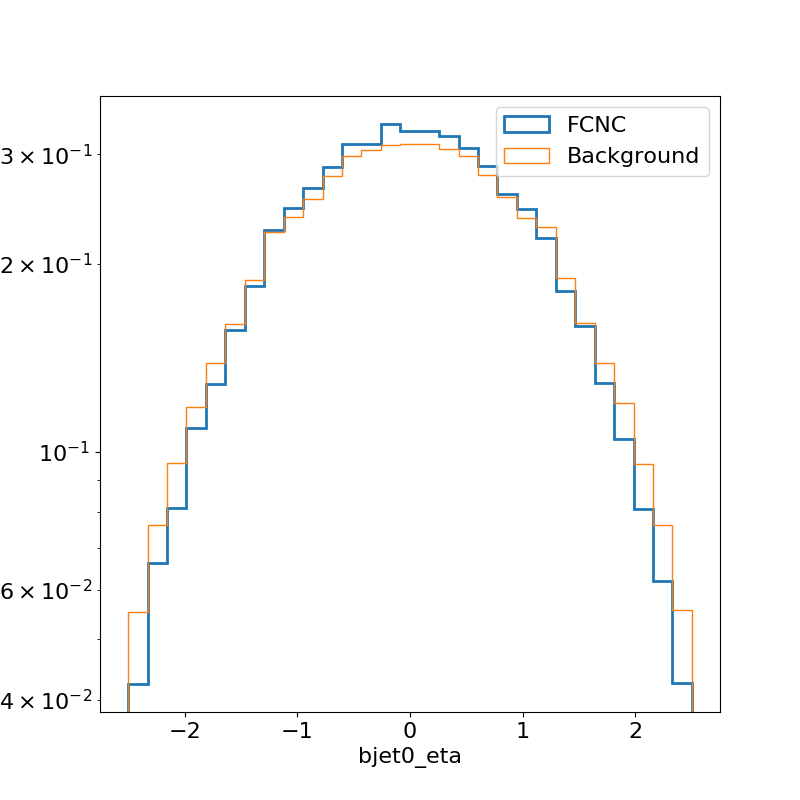 FCNC
Background
3 × 10⁻¹
2 × 10⁻¹
10⁻¹
6 × 10⁻²
4 × 10⁻²
−2 −1 0 1 2
bjet0_eta